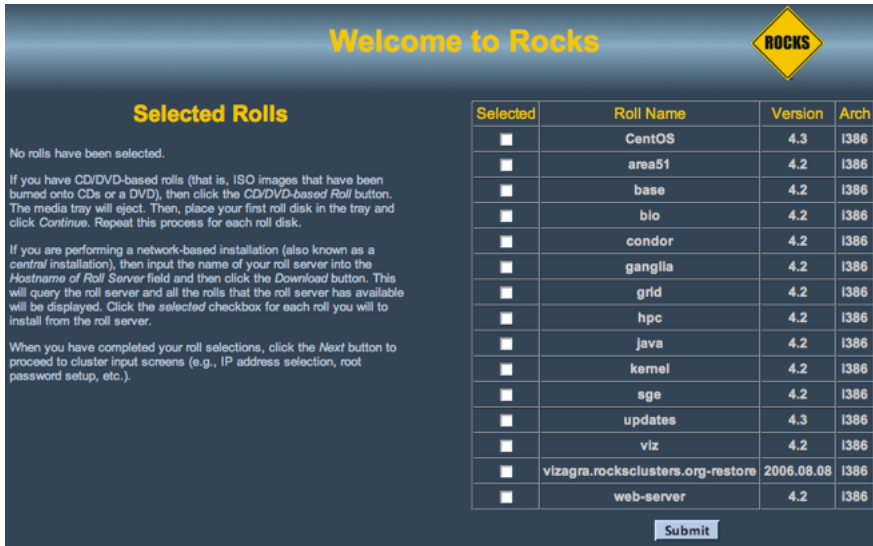 Welcome to Rocks
ROCKS
Selected Rolls
No rolls have been selected.
If you have CD/DVD-based rolls (that is, ISO images that have been
burned onto CDs or a DVD), then click the CD/DVD-based Roll button.
The media tray will eject. Then, place your first roll disk in the tray and
click Continue. Repeat this process for each roll disk.
If you are performing a network-based installation (also known as a
central installation), then input the name of your roll server into the
Hostname of Roll Server field and then click the Download button. This
will query the roll server and all the rolls that the roll server has available
will be displayed. Click the selected checkbox for each roll you will to
install from the roll server.
When you have completed your roll selections, click the Next button to
proceed to cluster input screens (e.g., IP address selection, root
password setup, etc.).
Selected Roll Name Version Arch
CentOS 4.3 i386
area51 4.2 i386
base 4.2 i386
bio 4.2 i386
condor 4.2 i386
ganglia 4.2 i386
grid 4.2 i386
hpc 4.2 i386
java 4.2 i386
kernel 4.2 i386
sge 4.2 i386
updates 4.3 i386
viz 4.2 i386
vizagra.rocksclusters.org-restore 2006.08.08 i386
web-server 4.2 i386
Submit